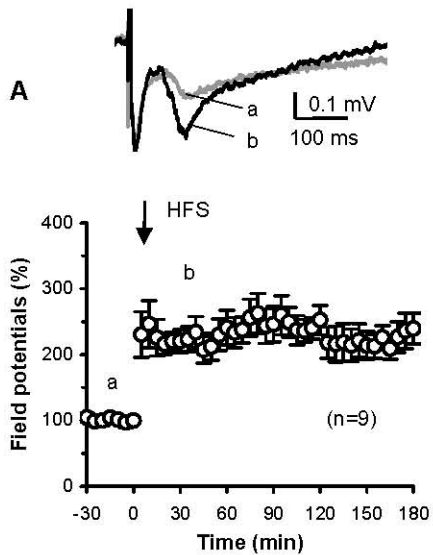 A
a
b
0.1 mV
100 ms
HFS
Field potentials (%)
400
300
200
100
0
b
a
(n=9)
-30 0 30 60 90 120 150 180
Time (min)